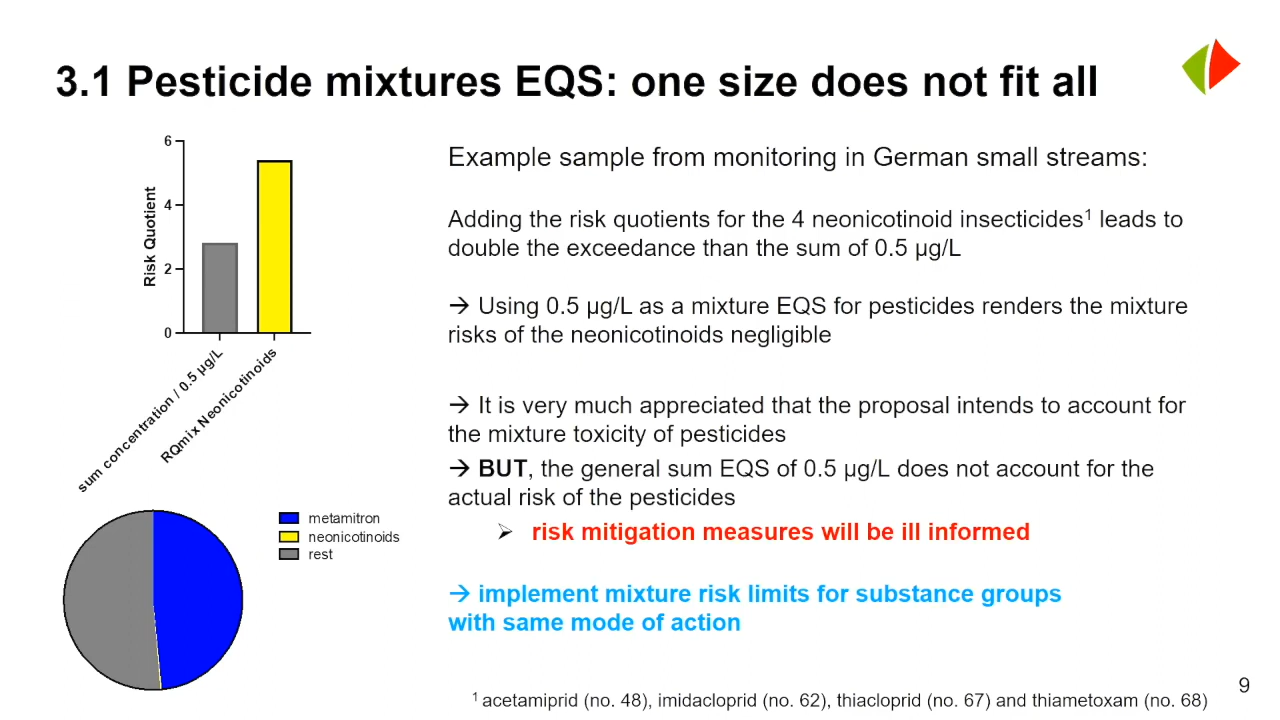 3.1 Pesticide mixtures EQS: one size does not fit all
6
4
2
0
Risk Quotient
sum concentration / 0.5 µg/L
RQmix Neonicotinoids
metamitron
neonicotinoids
rest
Example sample from monitoring in German small streams:
Adding the risk quotients for the 4 neonicotinoid insecticides¹ leads to
double the exceedance than the sum of 0.5 µg/L
→ Using 0.5 µg/L as a mixture EQS for pesticides renders the mixture
risks of the neonicotinoids negligible
→ It is very much appreciated that the proposal intends to account for
the mixture toxicity of pesticides
→ BUT, the general sum EQS of 0.5 µg/L does not account for the
actual risk of the pesticides
➢ risk mitigation measures will be ill informed
→ implement mixture risk limits for substance groups
with same mode of action
¹ acetamiprid (no. 48), imidacloprid (no. 62), thiacloprid (no. 67) and thiametoxam (no. 68)
9